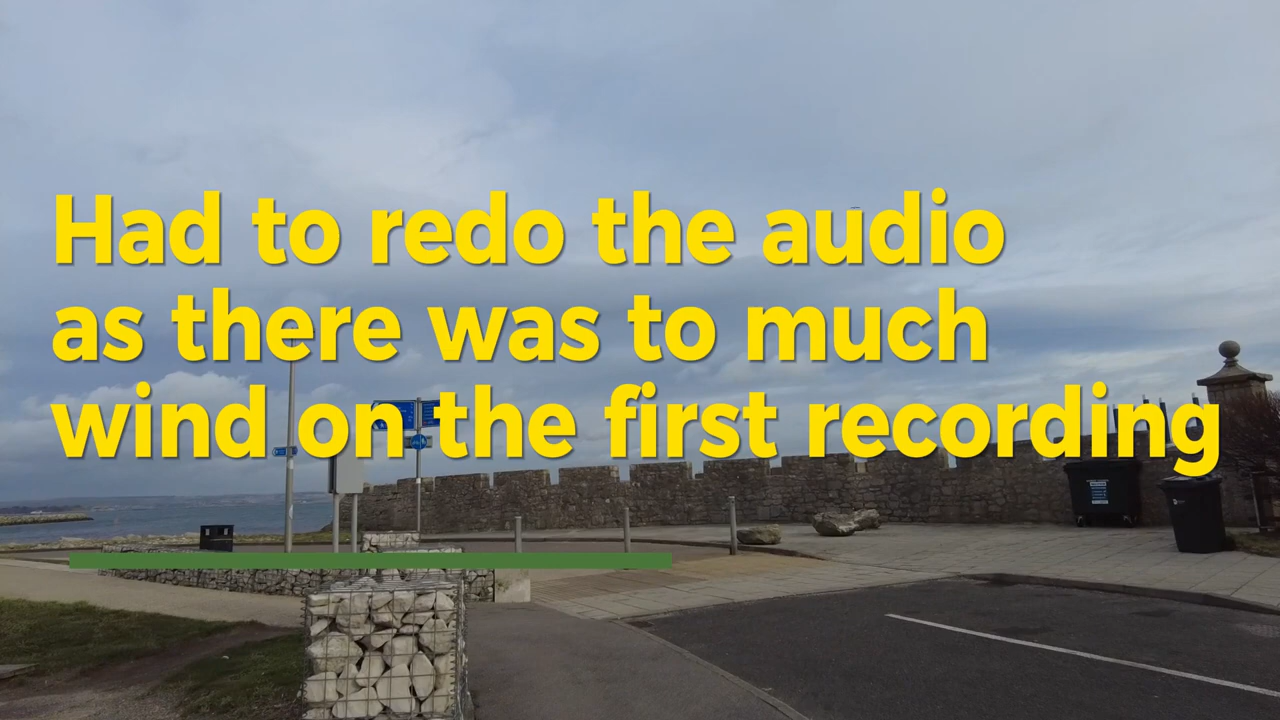 Had to redo the audio
as there was to much
wind on the first recording